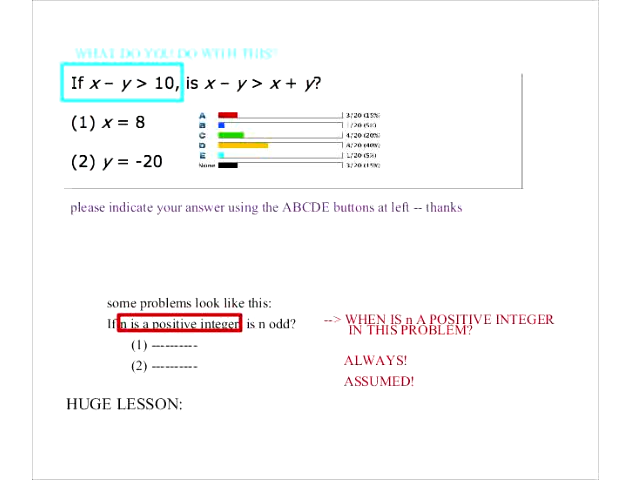 WHAT DO YOU DO WITH THIS?
If x – y > 10, is x – y > x + y?
(1) x = 8
(2) y = -20
A 3/20 (15%)
B 1/20 (5%)
C 4/20 (20%)
D 8/20 (40%)
E 1/20 (5%)
None 3/20 (15%)
please indicate your answer using the ABCDE buttons at left -- thanks
some problems look like this:
If n is a positive integer, is n odd?
(1) ----------
(2) ----------
--> WHEN IS n A POSITIVE INTEGER
IN THIS PROBLEM?
ALWAYS!
ASSUMED!
HUGE LESSON: